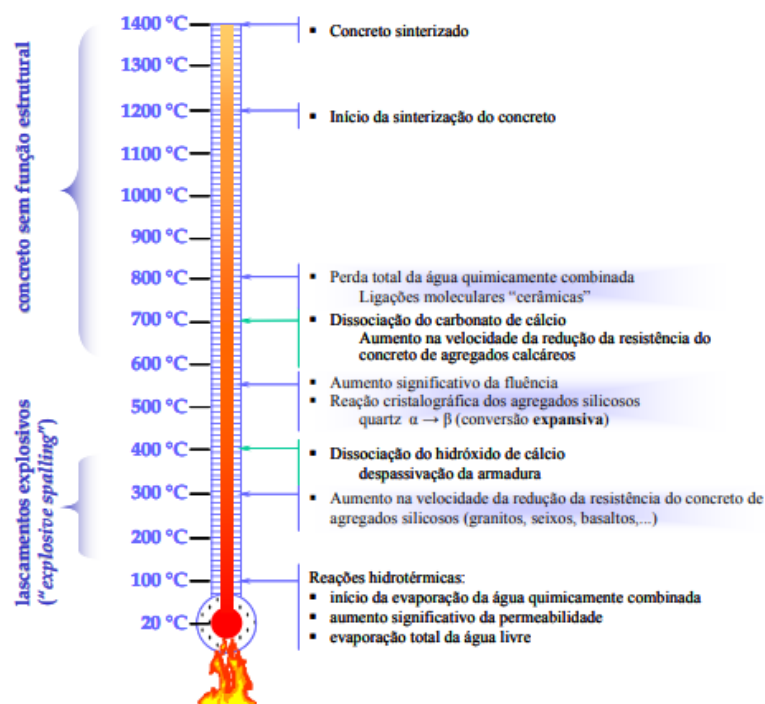 1400 °C
▪ Concreto sinterizado
1300 °C
1200 °C
▪ Início da sinterização do concreto
1100 °C
1000 °C
900 °C
800 °C
▪ Perda total da água quimicamente combinada
Ligações moleculares “cerâmicas”
700 °C
▪ Dissociação do carbonato de cálcio
Aumento na velocidade da redução da resistência do
concreto de agregados calcáreos
600 °C
▪ Aumento significativo da fluência
500 °C
▪ Reação cristalográfica dos agregados silicosos
quartz α → β (conversão expansiva)
400 °C
▪ Dissociação do hidróxido de cálcio
despassivação da armadura
300 °C
▪ Aumento na velocidade da redução da resistência do concreto de
agregados silicosos (granitos, seixos, basaltos,...)
200 °C
100 °C
Reações hidrotérmicas:
▪ início da evaporação da água quimicamente combinada
▪ aumento significativo da permeabilidade
20 °C
▪ evaporação total da água livre
concreto sem função estrutural
lascamentos explosivos
(“explosive spalling”)